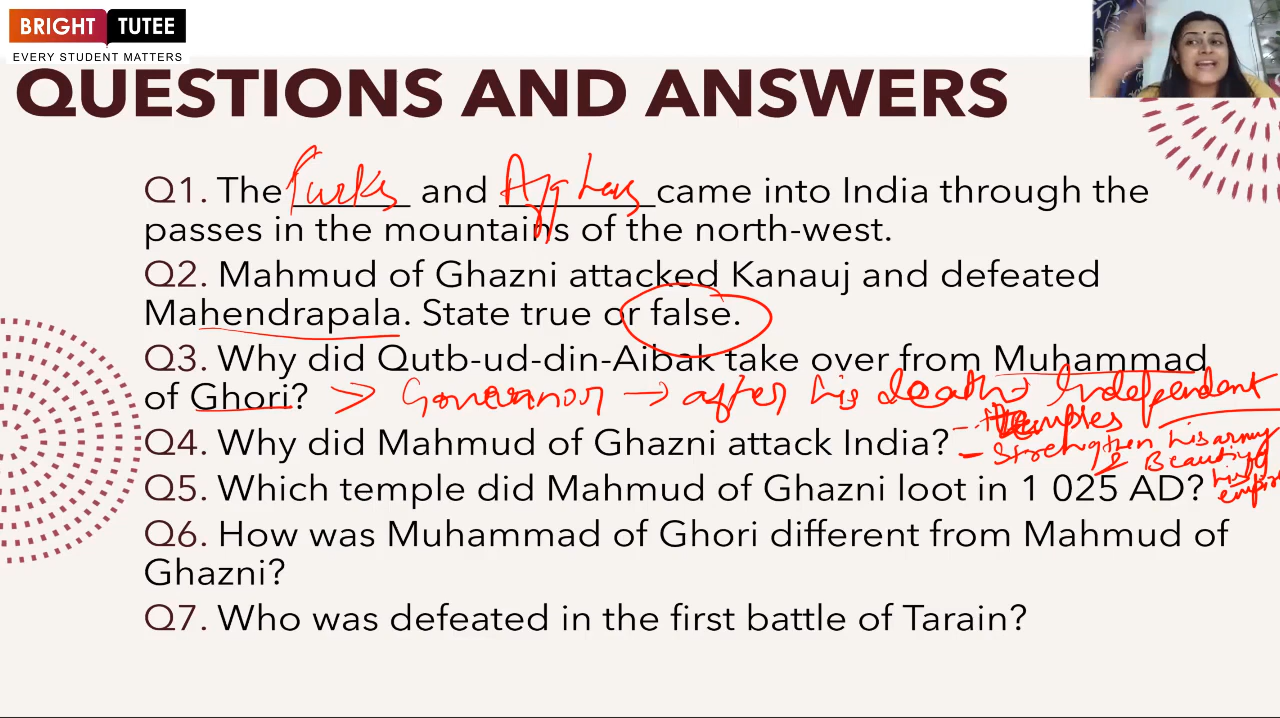 BRIGHT TUTEE
EVERY STUDENT MATTERS
QUESTIONS AND ANSWERS
Q1. The Turks and Afghans came into India through the
passes in the mountains of the north-west.
Q2. Mahmud of Ghazni attacked Kanauj and defeated
Mahendrapala. State true or false.
Q3. Why did Qutb-ud-din-Aibak take over from Muhammad
of Ghori? > Governor → after his death Independent
- temples
Q4. Why did Mahmud of Ghazni attack India? - Strengthen his army
& Beautify
his
empire
Q5. Which temple did Mahmud of Ghazni loot in 1 025 AD?
Q6. How was Muhammad of Ghori different from Mahmud of
Ghazni?
Q7. Who was defeated in the first battle of Tarain?